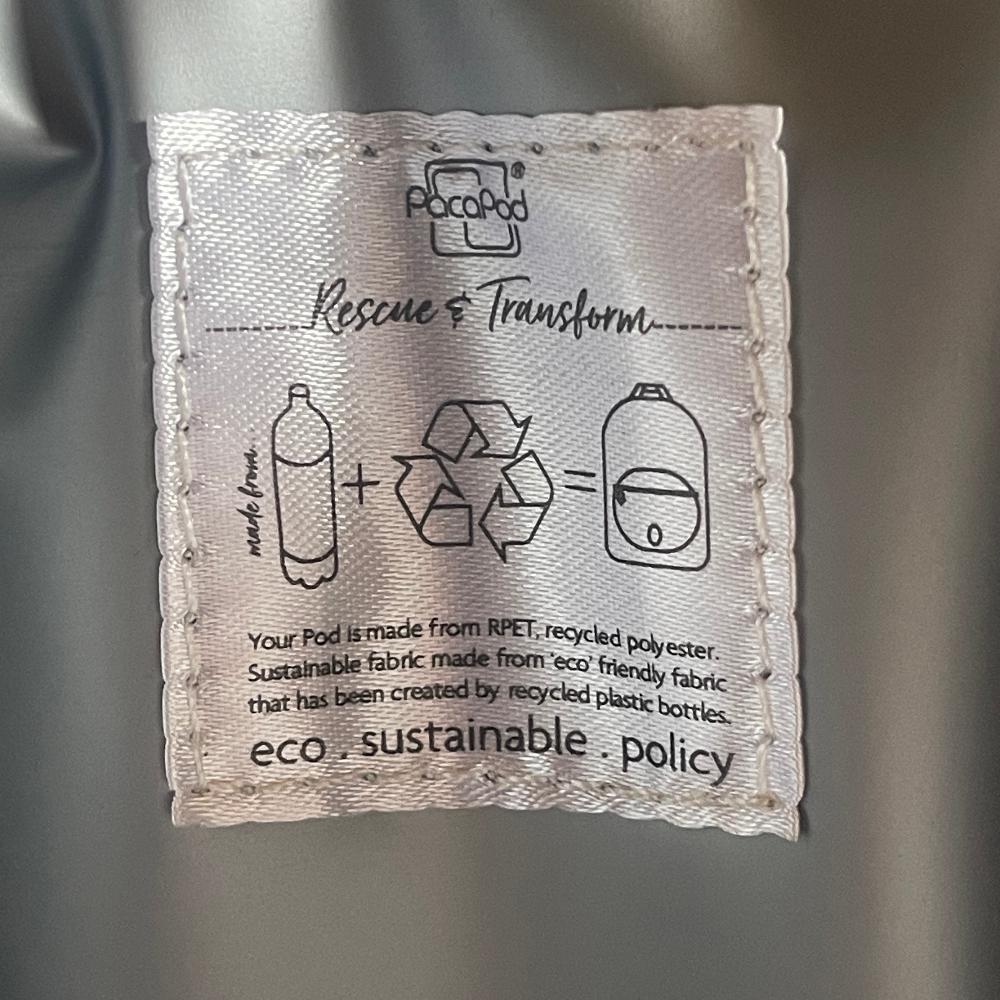 PacaPod®
Rescue & Transform
made from.
+ =
Your Pod is made from RPET, recycled polyester.
Sustainable fabric made from 'eco' friendly fabric
that has been created by recycled plastic bottles.
eco . sustainable . policy